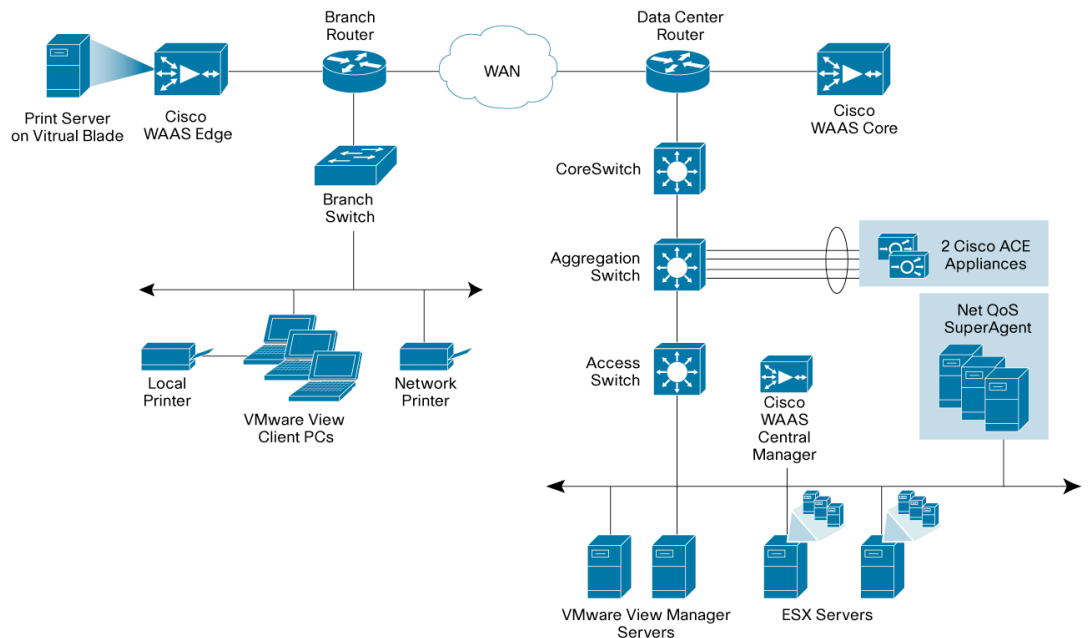 Branch
Router
Data Center
Router
WAN
Print Server
on Vitrual Blade
Cisco
WAAS Edge
Cisco
WAAS Core
CoreSwitch
Branch
Switch
Aggregation
Switch
2 Cisco ACE
Appliances
Net QoS
SuperAgent
Access
Switch
Local
Printer
VMware View
Client PCs
Network
Printer
Cisco
WAAS
Central
Manager
VMware View Manager
Servers
ESX Servers